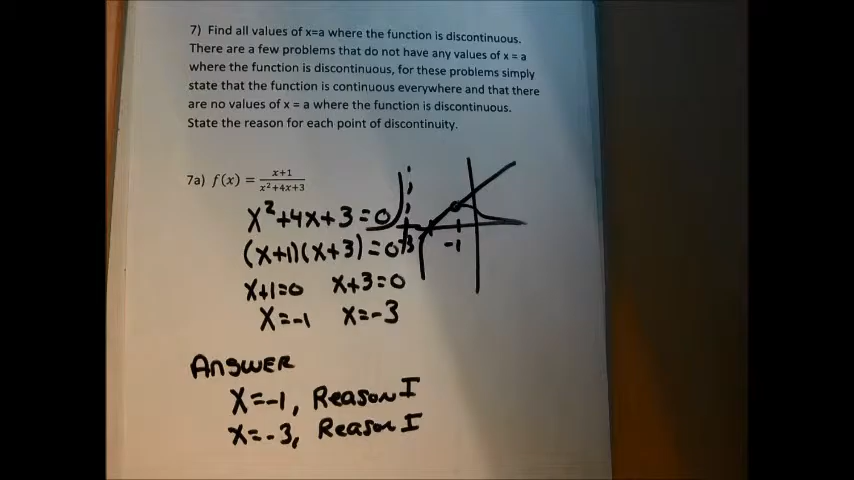 7) Find all values of x=a where the function is discontinuous.
There are a few problems that do not have any values of x = a
where the function is discontinuous, for these problems simply
state that the function is continuous everywhere and that there
are no values of x = a where the function is discontinuous.
State the reason for each point of discontinuity.
7a) f(x) = (x+1)/(x²+4x+3)
x²+4x+3=0
(x+1)(x+3)=0
-3
-1
x+1=0 x+3=0
x=-1 x=-3
Answer
x=-1, Reason I
x=-3, Reason I